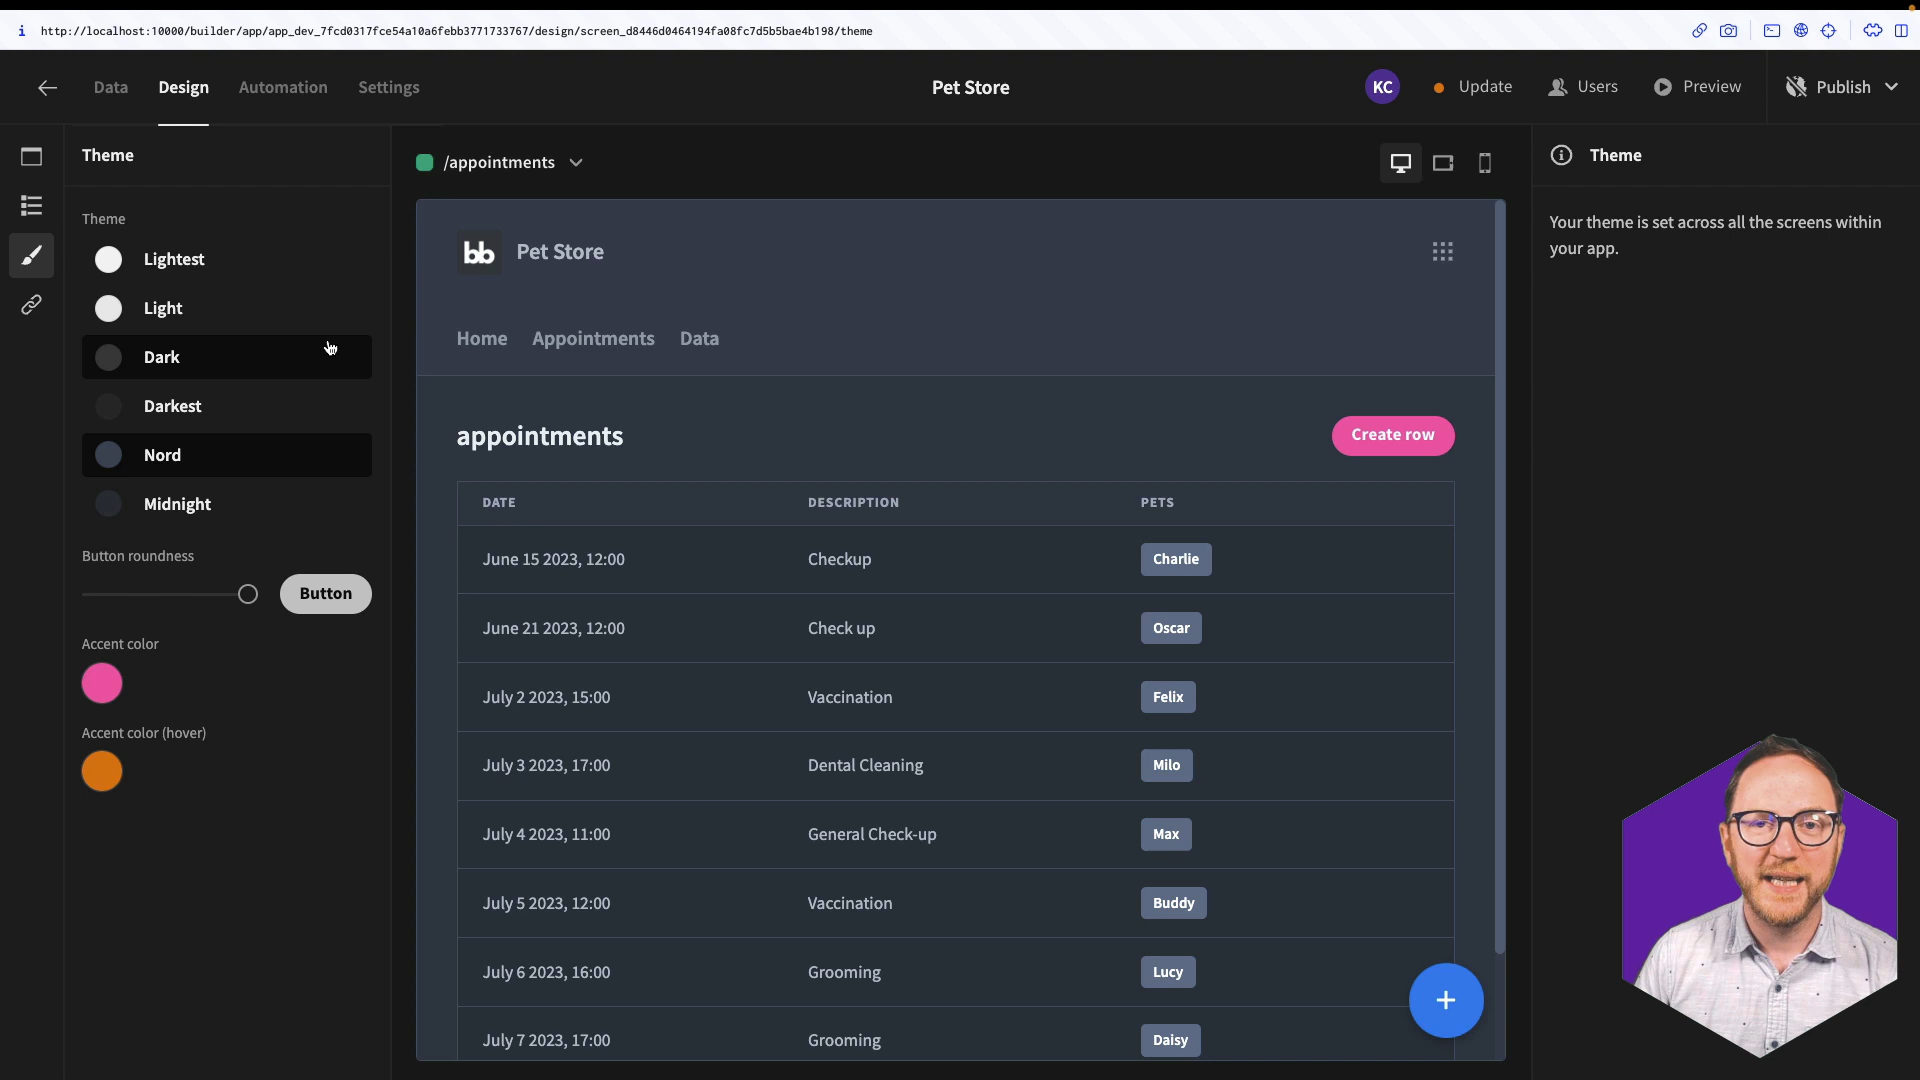 i http://localhost:10000/builder/app/app_dev_7fcd0317fce54a10a6febb3771733767/design/screen_d8446d0464194fa08fc7d5b5bae4b198/theme
Data Design Automation Settings
Pet Store
KC Update Users Preview Publish
Theme
Theme
Lightest
Light
Dark
Darkest
Nord
Midnight
Button roundness
Button
Accent color
Accent color (hover)
/appointments
bb Pet Store
Home Appointments Data
appointments
Create row
DATE DESCRIPTION PETS
June 15 2023, 12:00 Checkup Charlie
June 21 2023, 12:00 Check up Oscar
July 2 2023, 15:00 Vaccination Felix
July 3 2023, 17:00 Dental Cleaning Milo
July 4 2023, 11:00 General Check-up Max
July 5 2023, 12:00 Vaccination Buddy
July 6 2023, 16:00 Grooming Lucy
July 7 2023, 17:00 Grooming Daisy
+
Theme
Your theme is set across all the screens within
your app.